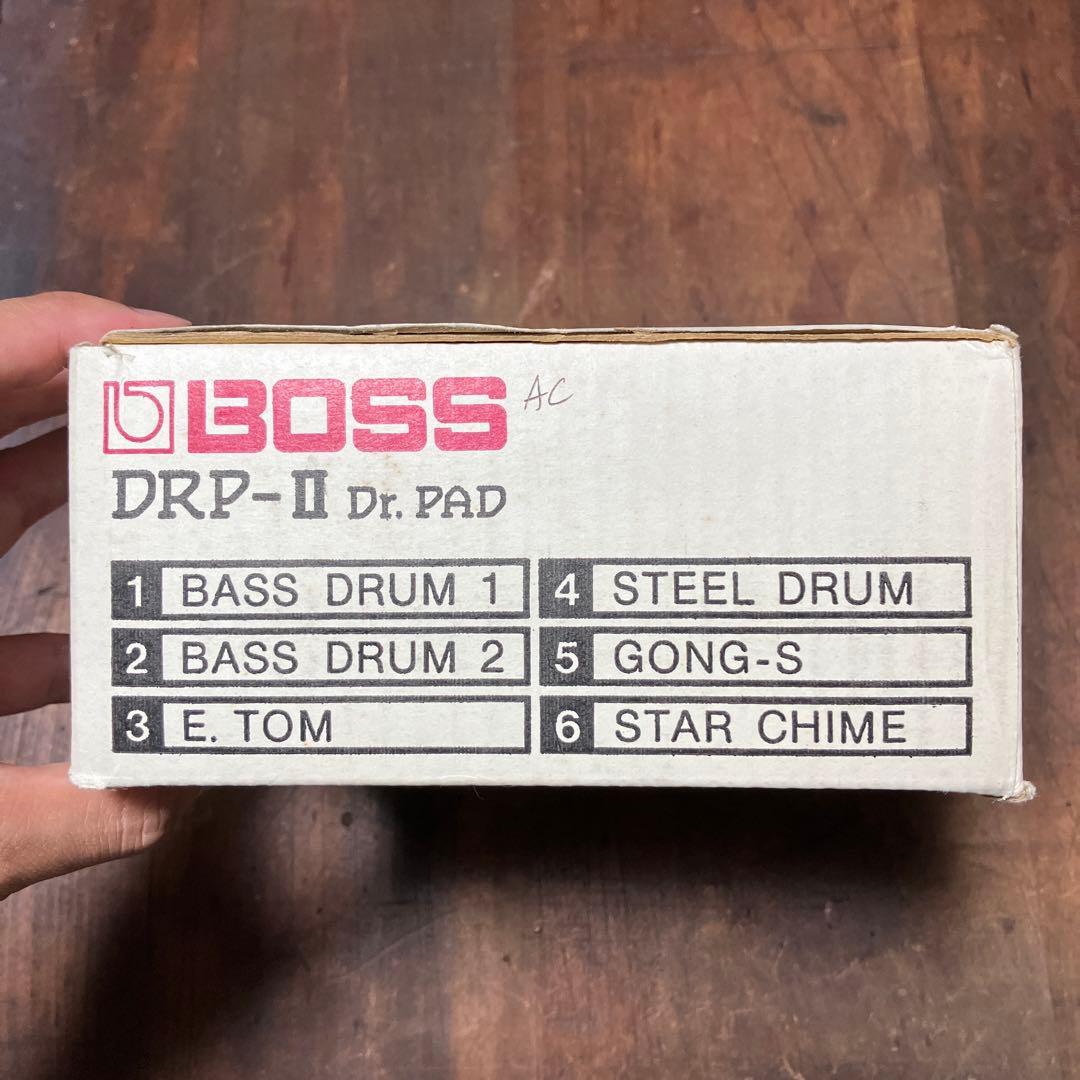 BOSS AC
DRP-II Dr. PAD
1 BASS DRUM 1
2 BASS DRUM 2
3 E. TOM
4 STEEL DRUM
5 GONG-S
6 STAR CHIME